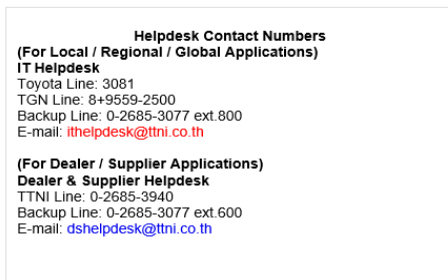 Helpdesk Contact Numbers
(For Local / Regional / Global Applications)
IT Helpdesk
Toyota Line: 3081
TGN Line: 8+9559-2500
Backup Line: 0-2685-3077 ext.800
E-mail: ithelpdesk@ttni.co.th
(For Dealer / Supplier Applications)
Dealer & Supplier Helpdesk
TTNI Line: 0-2685-3940
Backup Line: 0-2685-3077 ext.600
E-mail: dshelpdesk@ttni.co.th